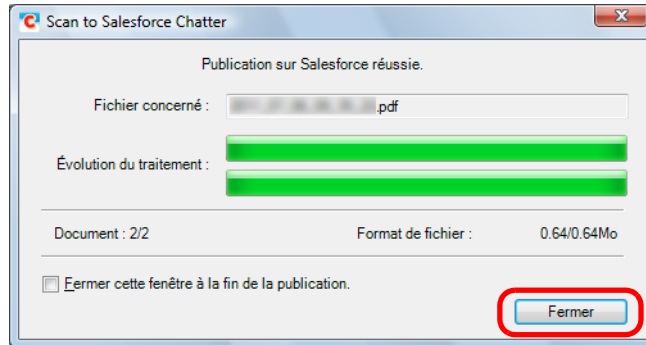 Scan to Salesforce Chatter
Publication sur Salesforce réussie.
Fichier concerné : .pdf
Évolution du traitement :
Document : 2/2 Format de fichier : 0.64/0.64Mo
Fermer cette fenêtre à la fin de la publication.
Fermer